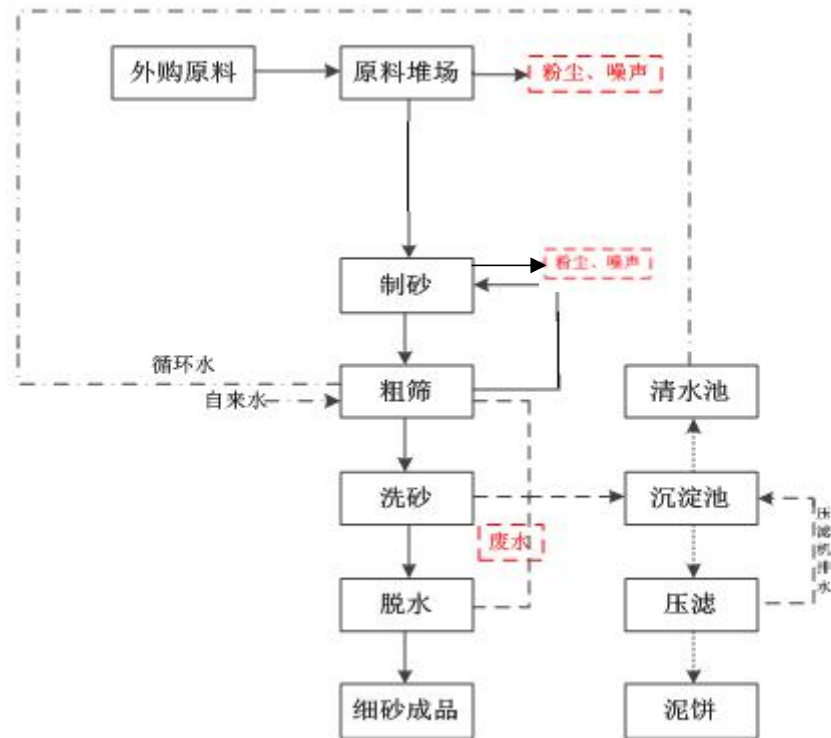 外购原料
原料堆场
粉尘、噪声
制砂
粉尘、噪声
循环水
自来水
粗筛
清水池
洗砂
沉淀池
废水
压滤机排水
脱水
压滤
细砂成品
泥饼